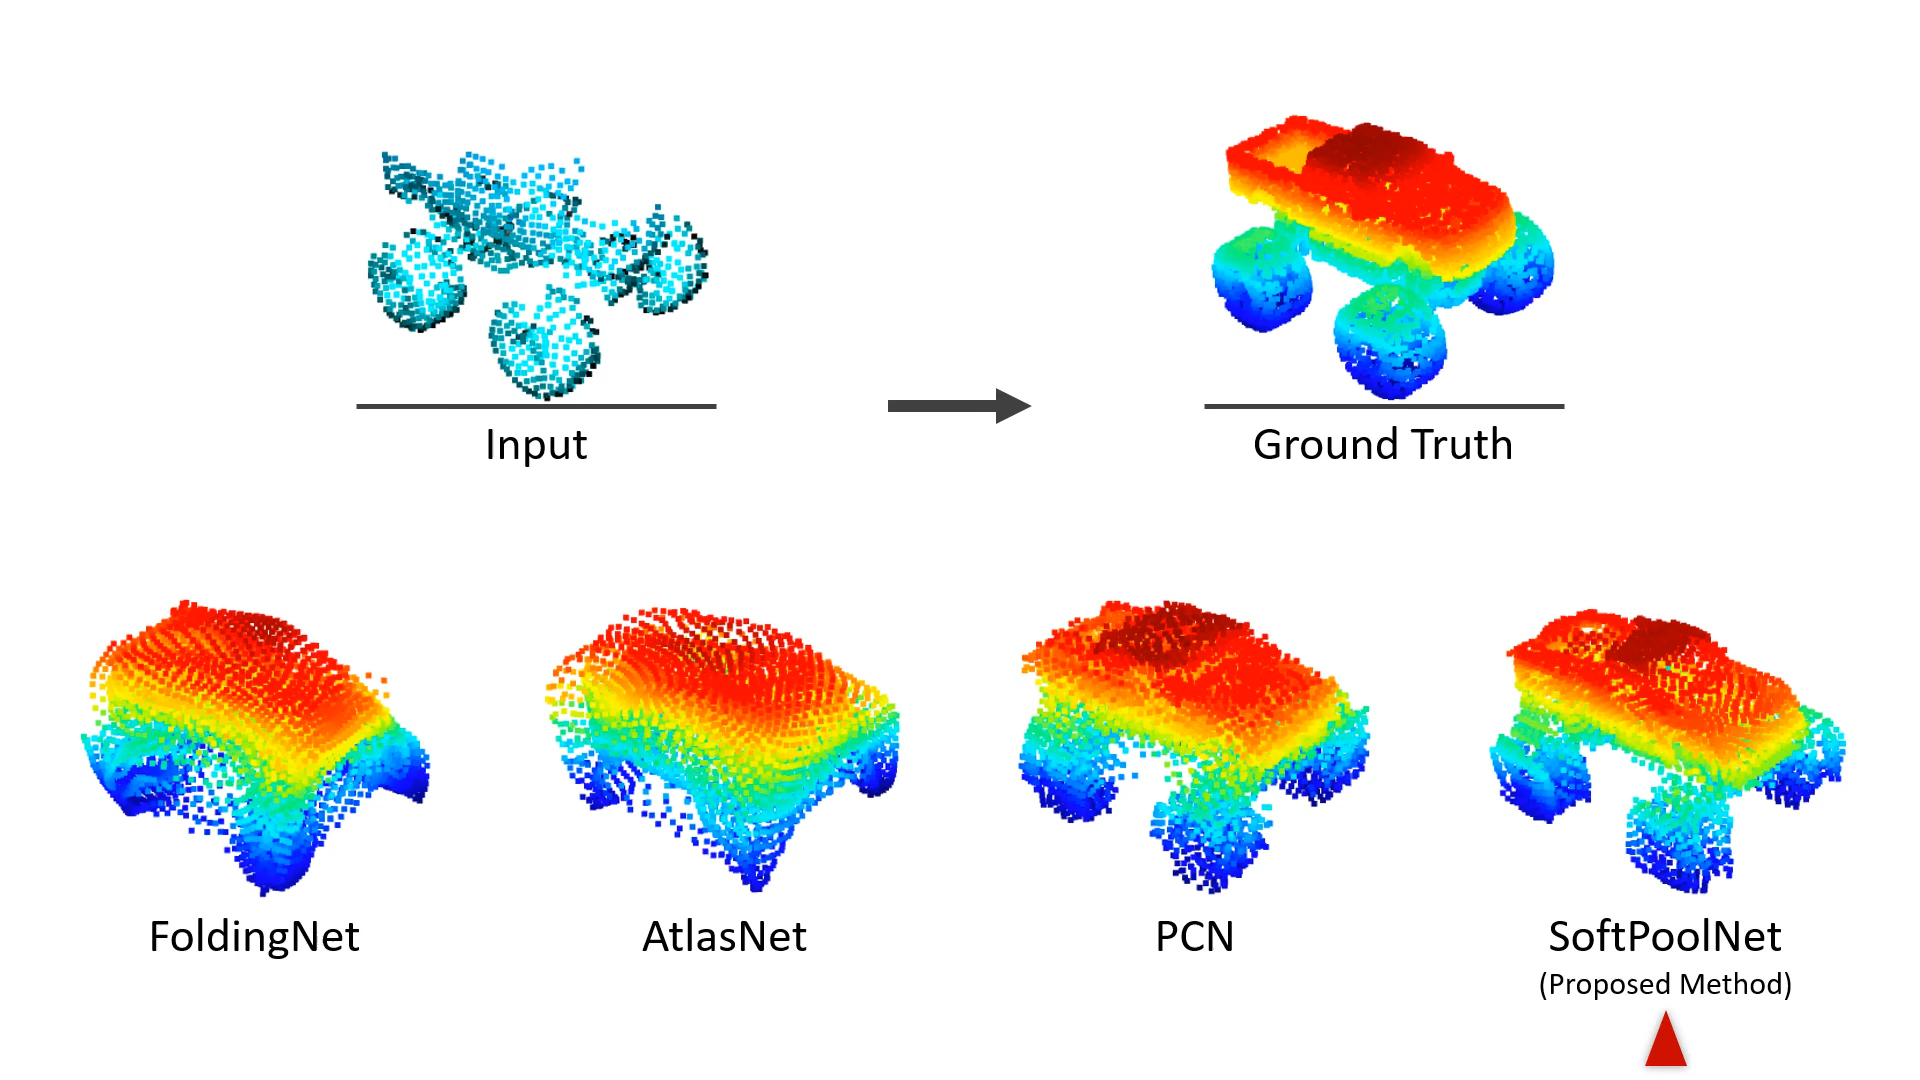 Input
Ground Truth
FoldingNet
AtlasNet
PCN
SoftPoolNet
(Proposed Method)